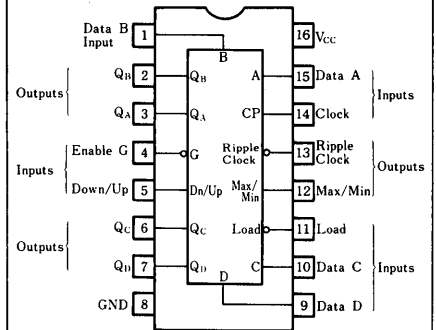 Data B
Input
1
B
16
VCC
Outputs
QB
2
QB
A
15
Data A
QA
3
QA
CP
14
Clock
Inputs
Inputs
Enable G
4
G
Ripple
Clock
13
Ripple
Clock
Down/Up
5
Dn/Up
Max/
Min
12
Max/Min
Outputs
Outputs
QC
6
QC
Load
11
Load
QD
7
QD
C
10
Data C
Inputs
GND
8
D
9
Data D